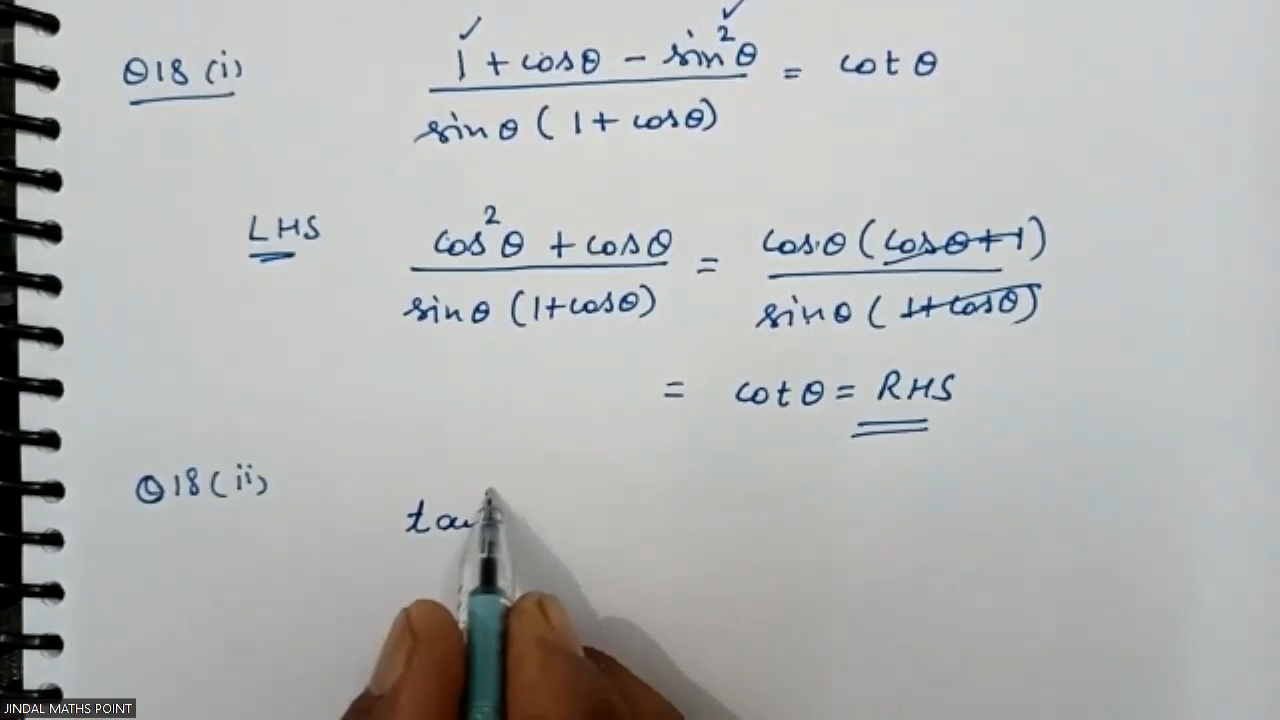 Q18 (i) 1 + cosθ - sin²θ = cot θ
sinθ ( 1 + cosθ)
LHS cos²θ + cosθ = cosθ (cosθ+1)
sinθ (1+cosθ) sinθ ( 1+cosθ)
= cotθ = RHS
Q18 (ii)
JINDAL MATHS POINT